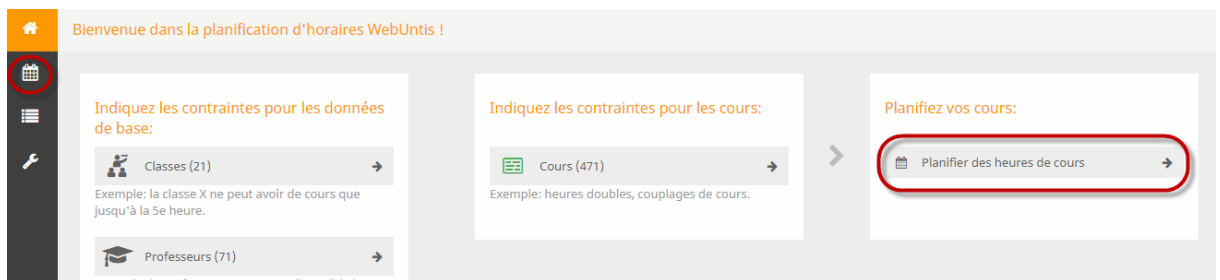 Bienvenue dans la planification d'horaires WebUntis !
Indiquez les contraintes pour les données
de base:
Classes (21)
Exemple: la classe X ne peut avoir de cours que
jusqu'à la 5e heure.
Professeurs (71)
Indiquez les contraintes pour les cours:
Cours (471)
Exemple: heures doubles, couplages de cours.
Planifiez vos cours:
Planifier des heures de cours